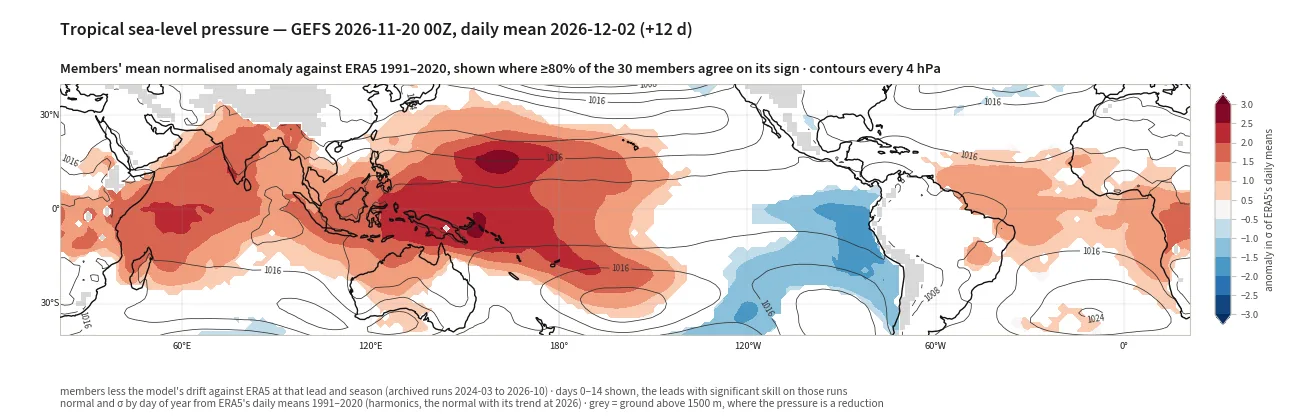 Tropical sea-level pressure — GEFS 2026-11-20 00Z, daily mean 2026-12-02 (+12 d)
Members' mean normalised anomaly against ERA5 1991–2020, shown where ≥80% of the 30 members agree on its sign · contours every 4 hPa
30°N
0°
30°S
60°E
120°E
180°
120°W
60°W
0°
1016
1016
1016
1016
1016
1016
1016
1016
1016
1016
1008
1024
3.0
2.5
2.0
1.5
1.0
0.5
−0.5
−1.0
−1.5
−2.0
−2.5
−3.0
anomaly in σ of ERA5's daily means
members less the model's drift against ERA5 at that lead and season (archived runs 2024-03 to 2026-10) · days 0–14 shown, the leads with significant skill on those runs
normal and σ by day of year from ERA5's daily means 1991–2020 (harmonics, the normal with its trend at 2026) · grey = ground above 1500 m, where the pressure is a reduction